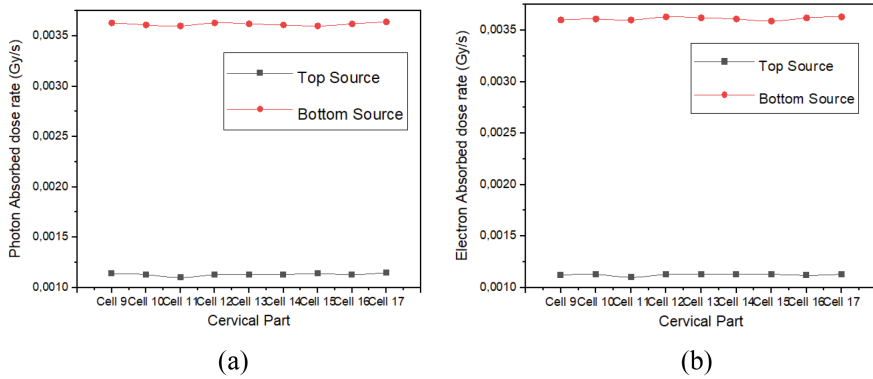 Photon Absorbed dose rate (Gy/s)
0,0035
0,0030
0,0025
0,0020
0,0015
0,0010
Top Source
Bottom Source
Cell 9 Cell 10 Cell 11 Cell 12 Cell 13 Cell 14 Cell 15 Cell 16 Cell 17
Cervical Part
(a)
Electron Absorbed dose rate (Gy/s)
0,0035
0,0030
0,0025
0,0020
0,0015
0,0010
Top Source
Bottom Source
Cell 9 Cell 10 Cell 11 Cell 12 Cell 13 Cell 14 Cell 15 Cell 16 Cell 17
Cervical Part
(b)